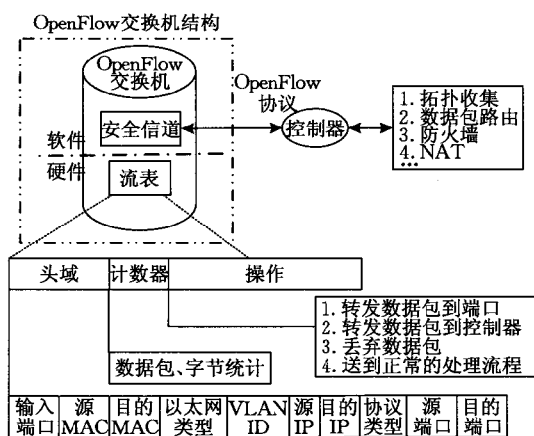 OpenFlow交换机结构
OpenFlow
交换机
安全信道
软件
硬件
流表
OpenFlow
协议
控制器
1. 拓扑收集
2. 数据包路由
3. 防火墙
4. NAT
...
头域 计数器 操作
1. 转发数据包到端口
2. 转发数据包到控制器
3. 丢弃数据包
4. 送到正常的处理流程
数据包、字节统计
输入 源 目的 以太网 VLAN 源 目的 协议 源 目的
端口 MAC MAC 类型 ID IP IP 类型 端口 端口